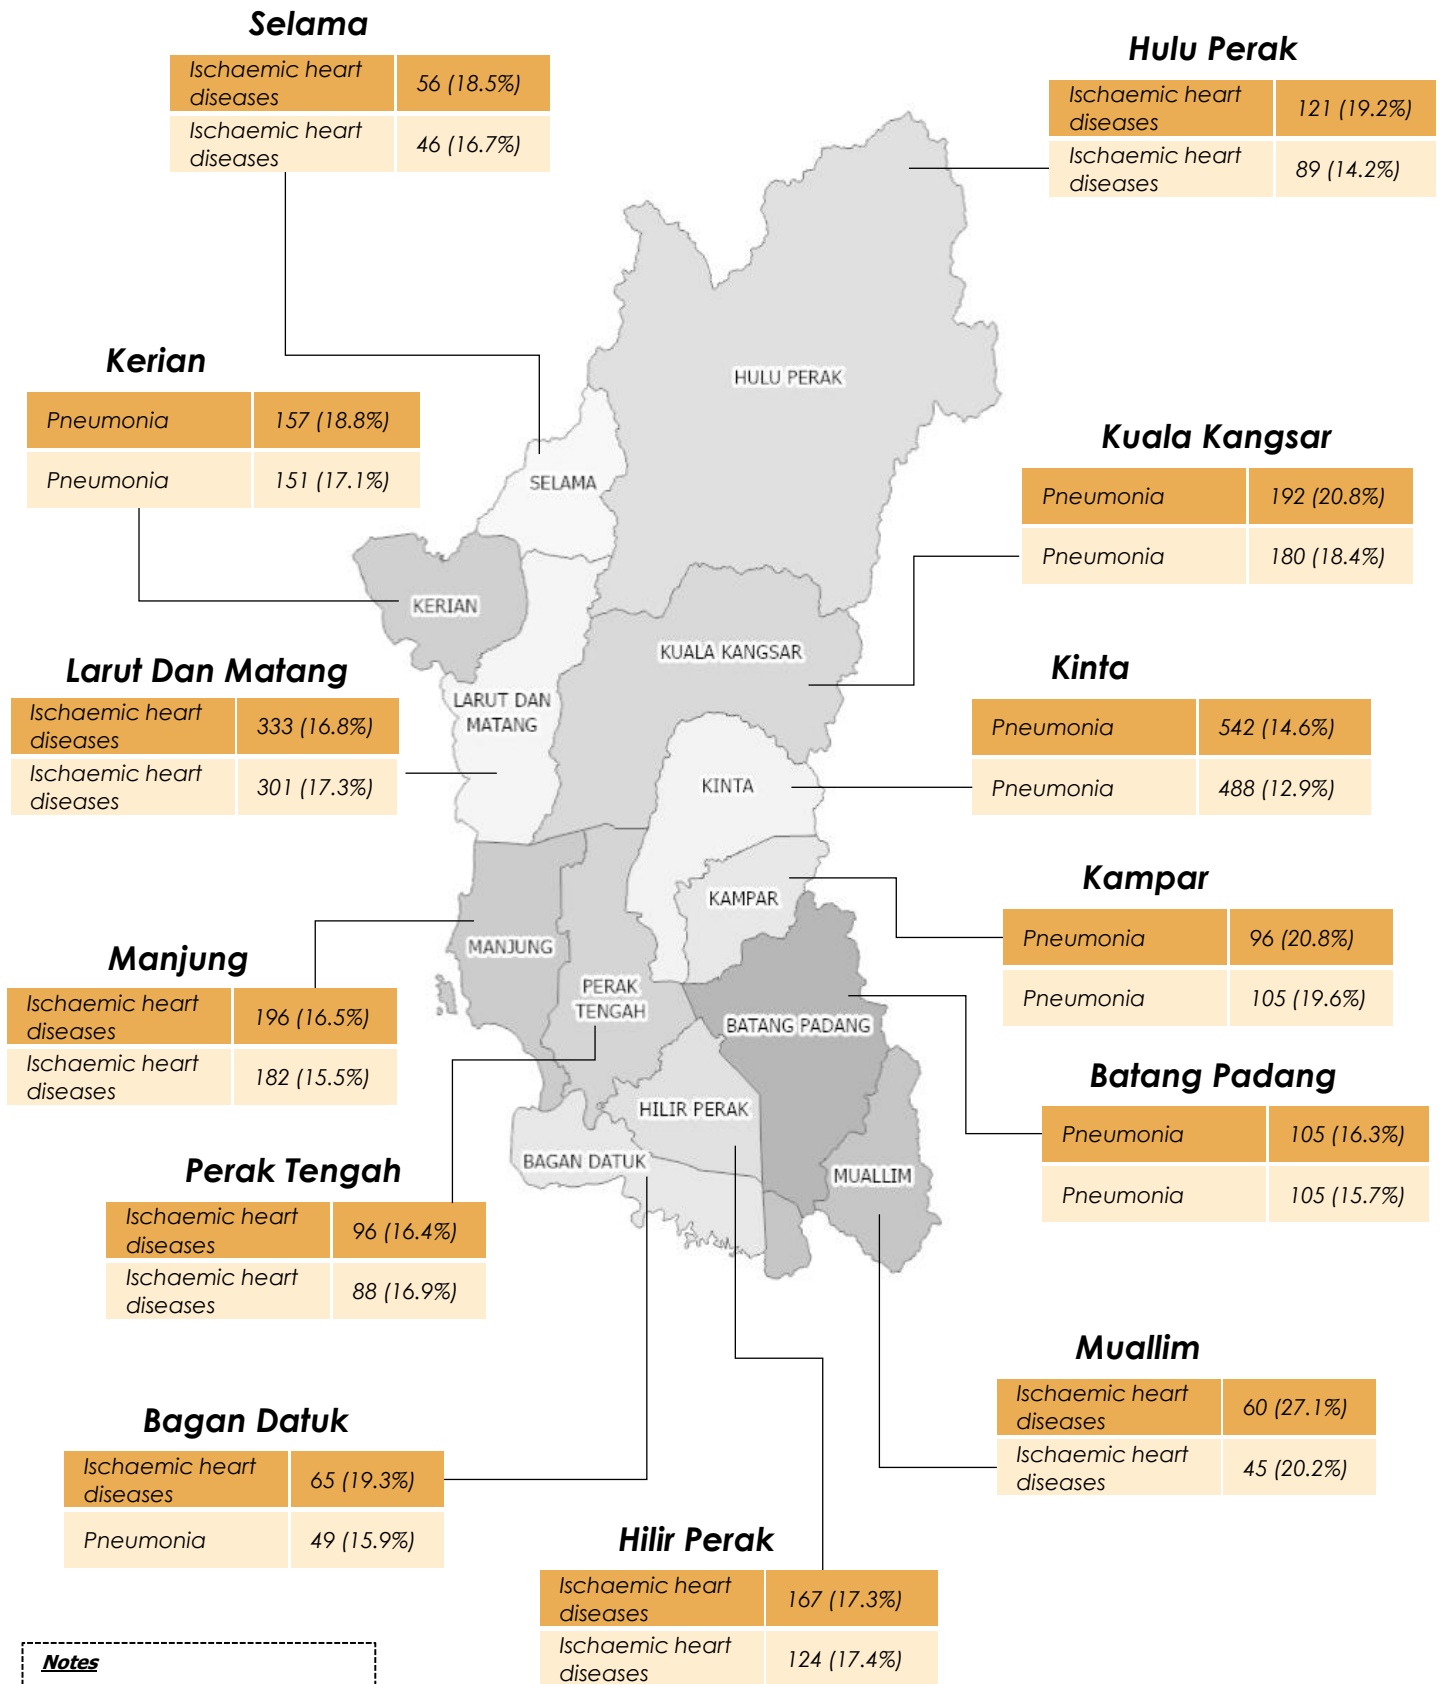 Selama
Ischaemic heart
diseases
56 (18.5%)
Ischaemic heart
diseases
46 (16.7%)
Hulu Perak
Ischaemic heart
diseases
121 (19.2%)
Ischaemic heart
diseases
89 (14.2%)
Kerian
Pneumonia
157 (18.8%)
Pneumonia
151 (17.1%)
Kuala Kangsar
Pneumonia
192 (20.8%)
Pneumonia
180 (18.4%)
Larut Dan Matang
Ischaemic heart
diseases
333 (16.8%)
Ischaemic heart
diseases
301 (17.3%)
Kinta
Pneumonia
542 (14.6%)
Pneumonia
488 (12.9%)
Kampar
Pneumonia
96 (20.8%)
Pneumonia
105 (19.6%)
Manjung
Ischaemic heart
diseases
196 (16.5%)
Ischaemic heart
diseases
182 (15.5%)
Batang Padang
Pneumonia
105 (16.3%)
Pneumonia
105 (15.7%)
Perak Tengah
Ischaemic heart
diseases
96 (16.4%)
Ischaemic heart
diseases
88 (16.9%)
Muallim
Ischaemic heart
diseases
60 (27.1%)
Ischaemic heart
diseases
45 (20.2%)
Bagan Datuk
Ischaemic heart
diseases
65 (19.3%)
Pneumonia
49 (15.9%)
Hilir Perak
Ischaemic heart
diseases
167 (17.3%)
Ischaemic heart
diseases
124 (17.4%)
HULU PERAK
SELAMA
KERIAN
KUALA KANGSAR
LARUT DAN
MATANG
KINTA
KAMPAR
MANJUNG
PERAK
TENGAH
BATANG PADANG
HILIR PERAK
BAGAN DATUK
MUALLIM
Notes